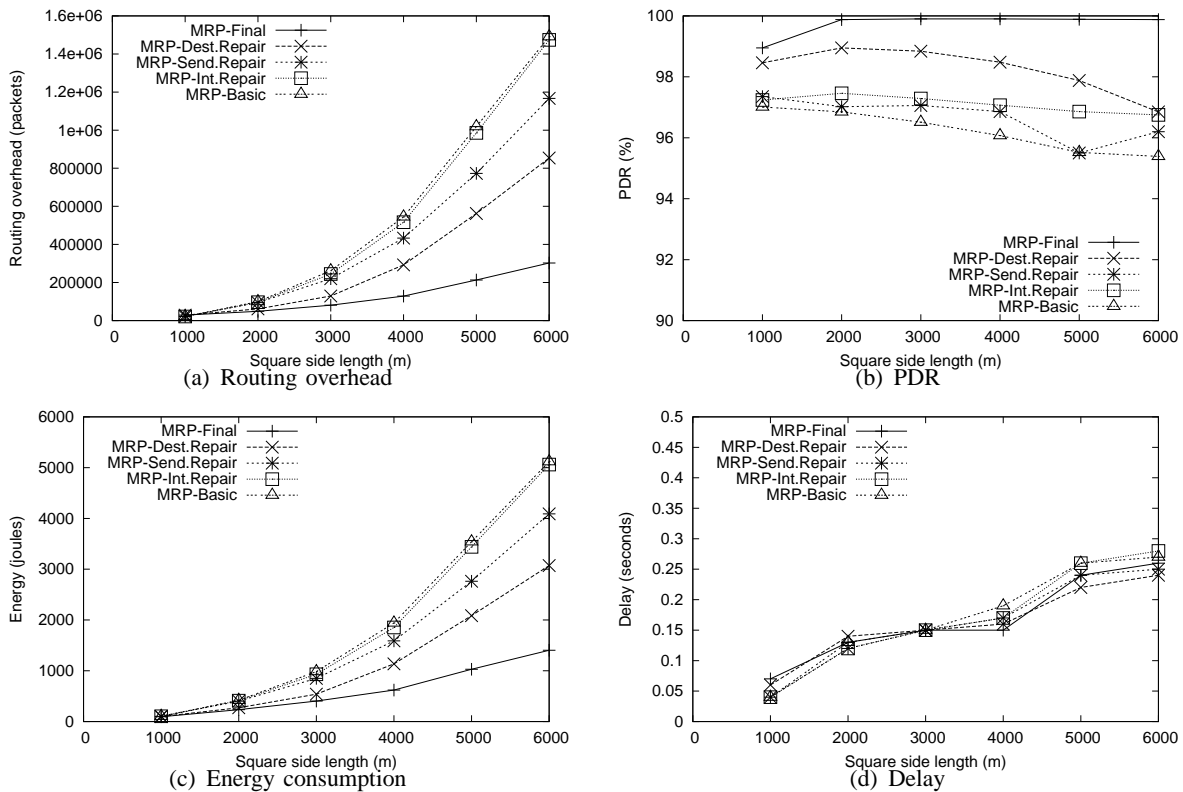 Routing overhead (packets)
1.6e+06
1.4e+06
1.2e+06
1e+06
800000
600000
400000
200000
0
MRP-Final
MRP-Dest.Repair
MRP-Send.Repair
MRP-Int.Repair
MRP-Basic
0 1000 2000 3000 4000 5000 6000
Square side length (m)
(a) Routing overhead
PDR (%)
100
98
96
94
92
90
MRP-Final
MRP-Dest.Repair
MRP-Send.Repair
MRP-Int.Repair
MRP-Basic
0 1000 2000 3000 4000 5000 6000
Square side length (m)
(b) PDR
Energy (joules)
6000
5000
4000
3000
2000
1000
0
MRP-Final
MRP-Dest.Repair
MRP-Send.Repair
MRP-Int.Repair
MRP-Basic
0 1000 2000 3000 4000 5000 6000
Square side length (m)
(c) Energy consumption
Delay (seconds)
0.5
0.45
0.4
0.35
0.3
0.25
0.2
0.15
0.1
0.05
0
MRP-Final
MRP-Dest.Repair
MRP-Send.Repair
MRP-Int.Repair
MRP-Basic
0 1000 2000 3000 4000 5000 6000
Square side length (m)
(d) Delay